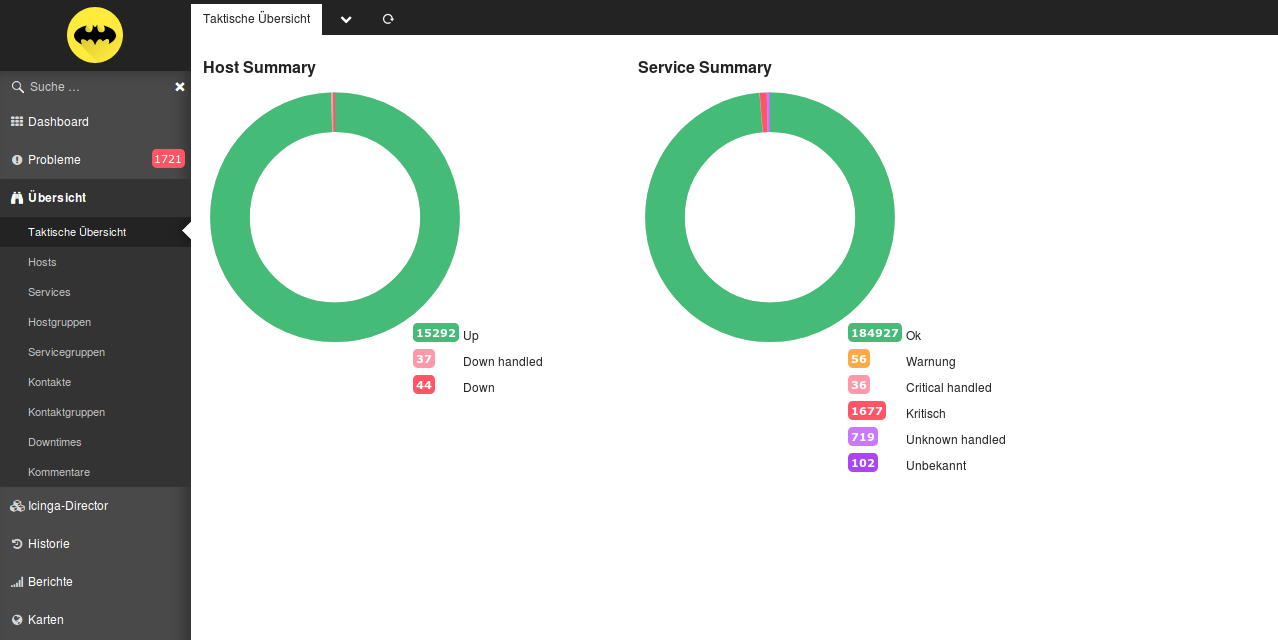 Taktische Übersicht
Suche ...
Dashboard
Probleme 1721
Übersicht
Taktische Übersicht
Hosts
Services
Hostgruppen
Servicegruppen
Kontakte
Kontaktgruppen
Downtimes
Kommentare
Icinga-Director
Historie
Berichte
Karten
Host Summary
15292 Up
37 Down handled
44 Down
Service Summary
184927 Ok
56 Warnung
36 Critical handled
1677 Kritisch
719 Unknown handled
102 Unbekannt